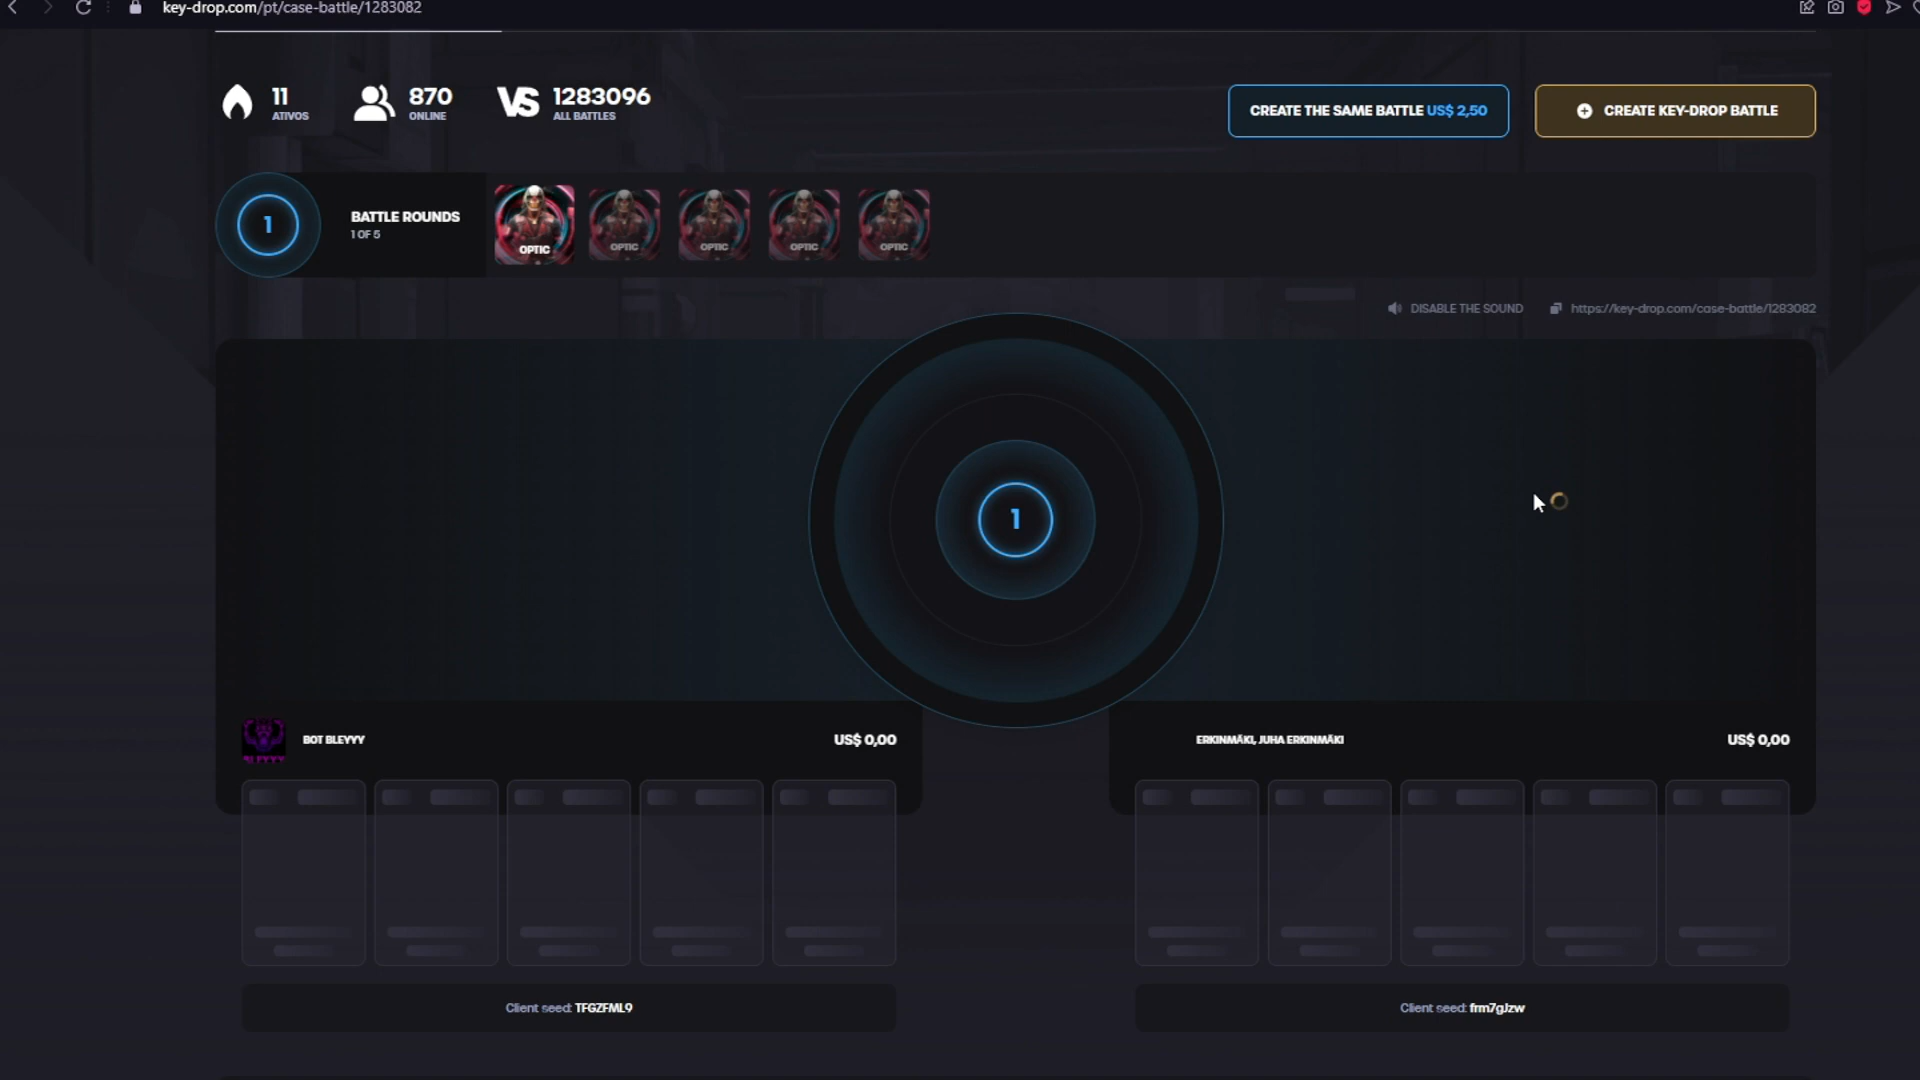 key-drop.com/pt/case-battle/1283082
11
ATIVOS
870
ONLINE
VS
1283096
ALL BATTLES
CREATE THE SAME BATTLE US$ 2,50
CREATE KEY-DROP BATTLE
1
BATTLE ROUNDS
1 OF 5
OPTIC
OPTIC
OPTIC
OPTIC
OPTIC
DISABLE THE SOUND
https://key-drop.com/case-battle/1283082
1
BOT BLEYYY
US$ 0,00
ERKINMÄKI, JUHA ERKINMÄKI
US$ 0,00
Client seed: TFGZFML9
Client seed: frm7gJzw